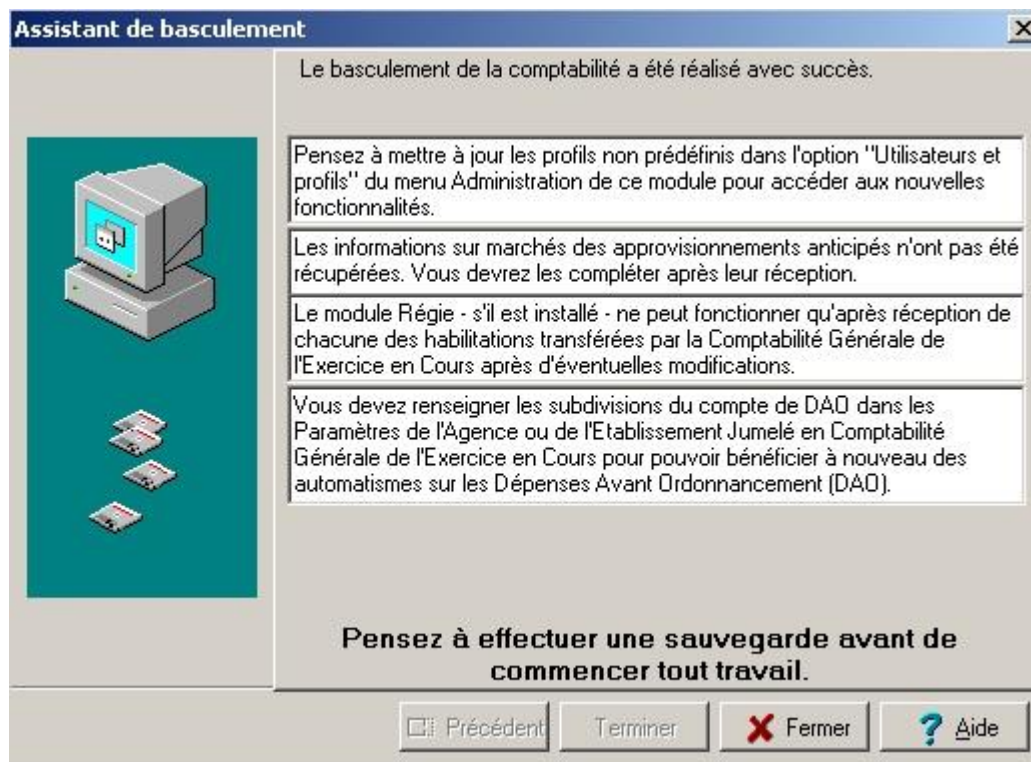 Assistant de basculement
Le basculement de la comptabilité a été réalisé avec succès.
Pensez à mettre à jour les profils non prédéfinis dans l'option "Utilisateurs et
profils" du menu Administration de ce module pour accéder aux nouvelles
fonctionnalités.
Les informations sur marchés des approvisionnements anticipés n'ont pas été
récupérées. Vous devrez les compléter après leur réception.
Le module Régie - s'il est installé - ne peut fonctionner qu'après réception de
chacune des habilitations transférées par la Comptabilité Générale de
l'Exercice en Cours après d'éventuelles modifications.
Vous devez renseigner les subdivisions du compte de DAO dans les
Paramètres de l'Agence ou de l'Etablissement Jumelé en Comptabilité
Générale de l'Exercice en Cours pour pouvoir bénéficier à nouveau des
automatismes sur les Dépenses Avant Ordonnancement (DAO).
Pensez à effectuer une sauvegarde avant de
commencer tout travail.
Précédent Terminer Fermer Aide